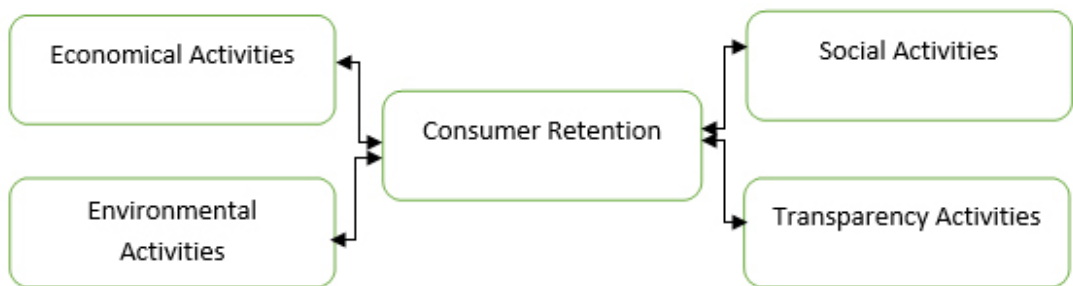 Economical Activities
Social Activities
Consumer Retention
Environmental
Activities
Transparency Activities